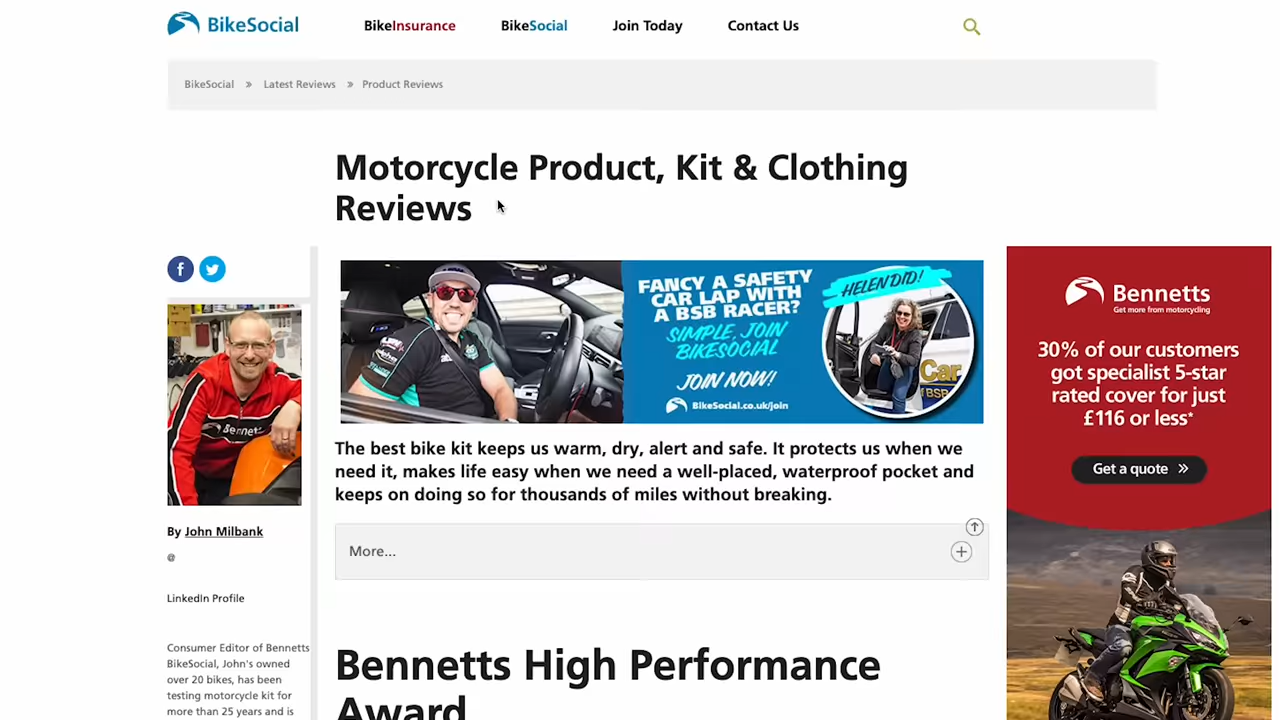 BikeSocial
BikeInsurance
BikeSocial
Join Today
Contact Us
BikeSocial » Latest Reviews » Product Reviews
Motorcycle Product, Kit & Clothing
Reviews
FANCY A SAFETY
CAR LAP WITH
A BSB RACER?
SIMPLE, JOIN
BIKESOCIAL
JOIN NOW!
BikeSocial.co.uk/join
HELEN DID!
Car
BSB
The best bike kit keeps us warm, dry, alert and safe. It protects us when we
need it, makes life easy when we need a well-placed, waterproof pocket and
keeps on doing so for thousands of miles without breaking.
More...
Bennetts High Performance
Award
Bennetts
By John Milbank
@
LinkedIn Profile
Consumer Editor of Bennetts
BikeSocial, John's owned
over 20 bikes, has been
testing motorcycle kit for
more than 25 years and is
Bennetts
Get more from motorcycling
30% of our customers
got specialist 5-star
rated cover for just
£116 or less*
Get a quote »